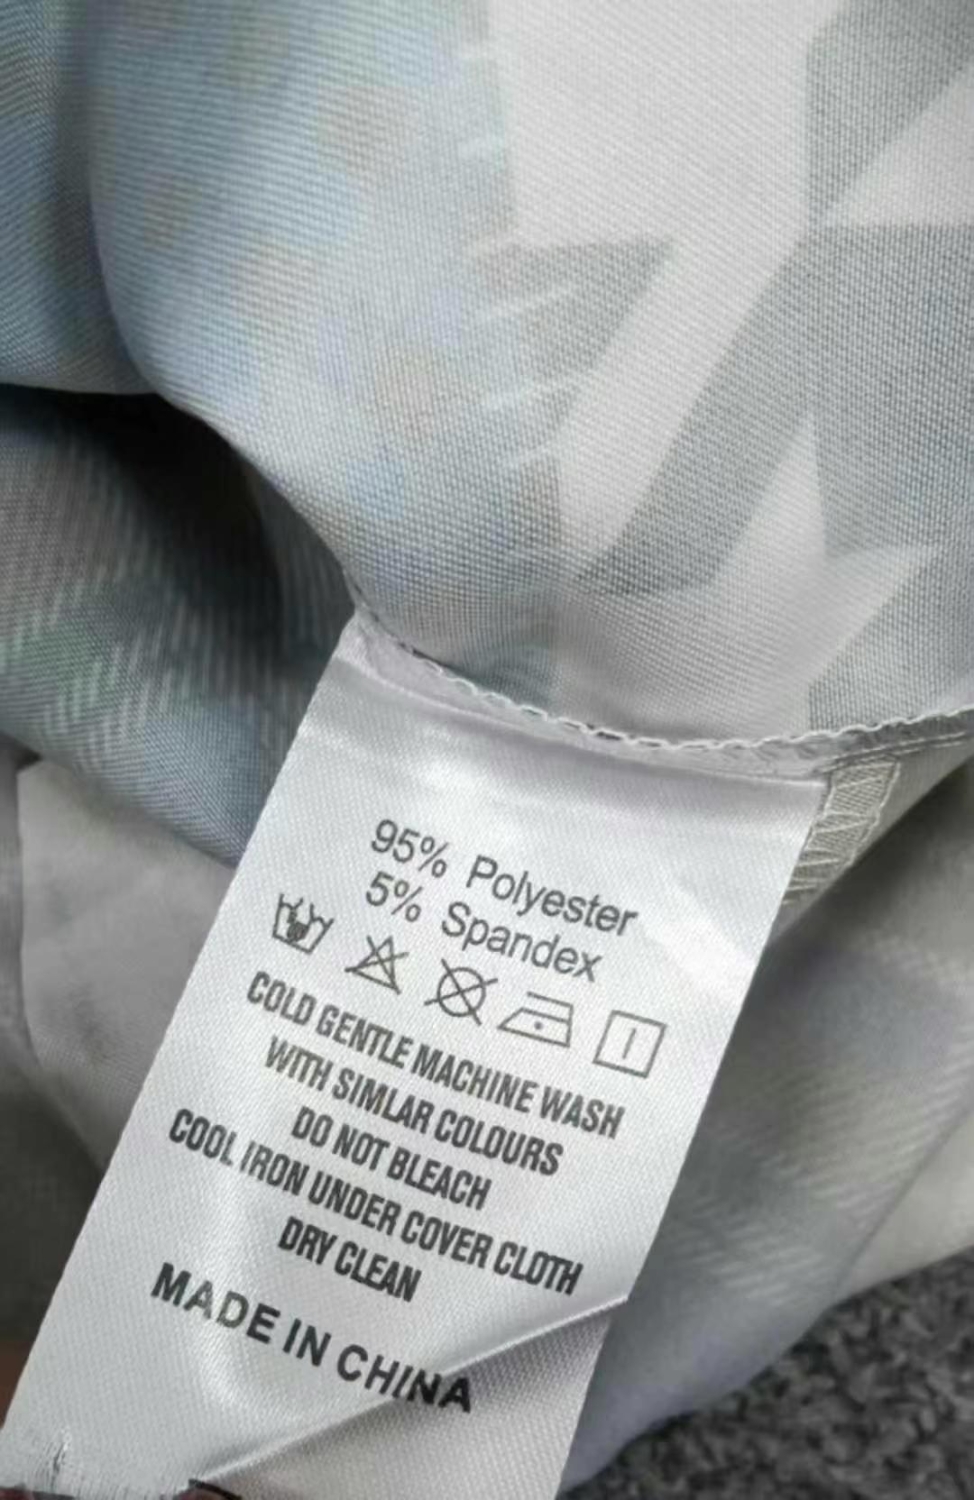 95% Polyester
5% Spandex
COLD GENTLE MACHINE WASH
WITH SIMLAR COLOURS
DO NOT BLEACH
COOL IRON UNDER COVER CLOTH
DRY CLEAN
MADE IN CHINA